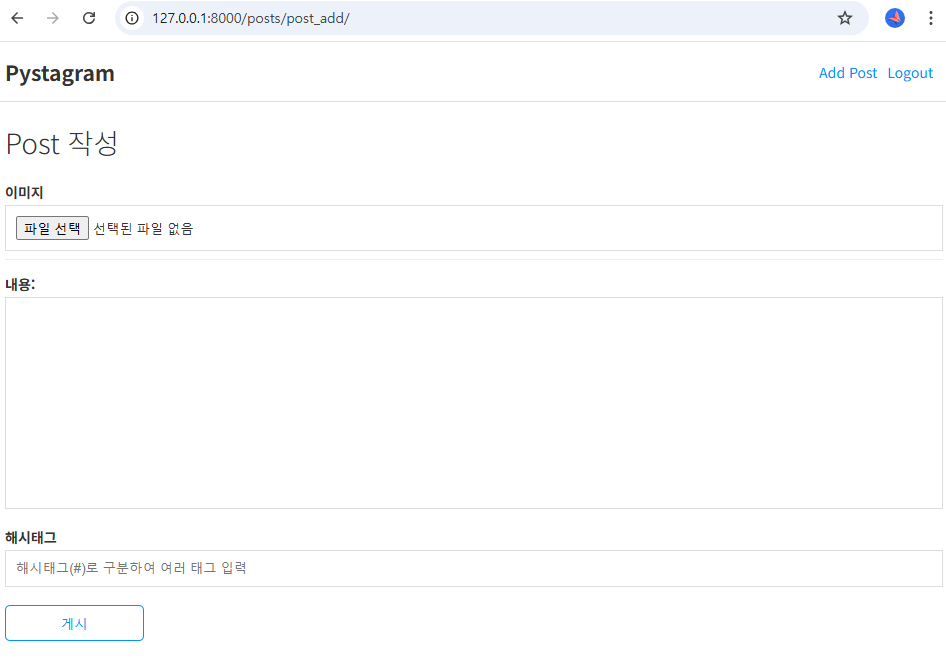 127.0.0.1:8000/posts/post_add/
Pystagram
Add Post Logout
Post 작성
이미지
파일 선택 선택된 파일 없음
내용:
해시태그
해시태그(#)로 구분하여 여러 태그 입력
게시